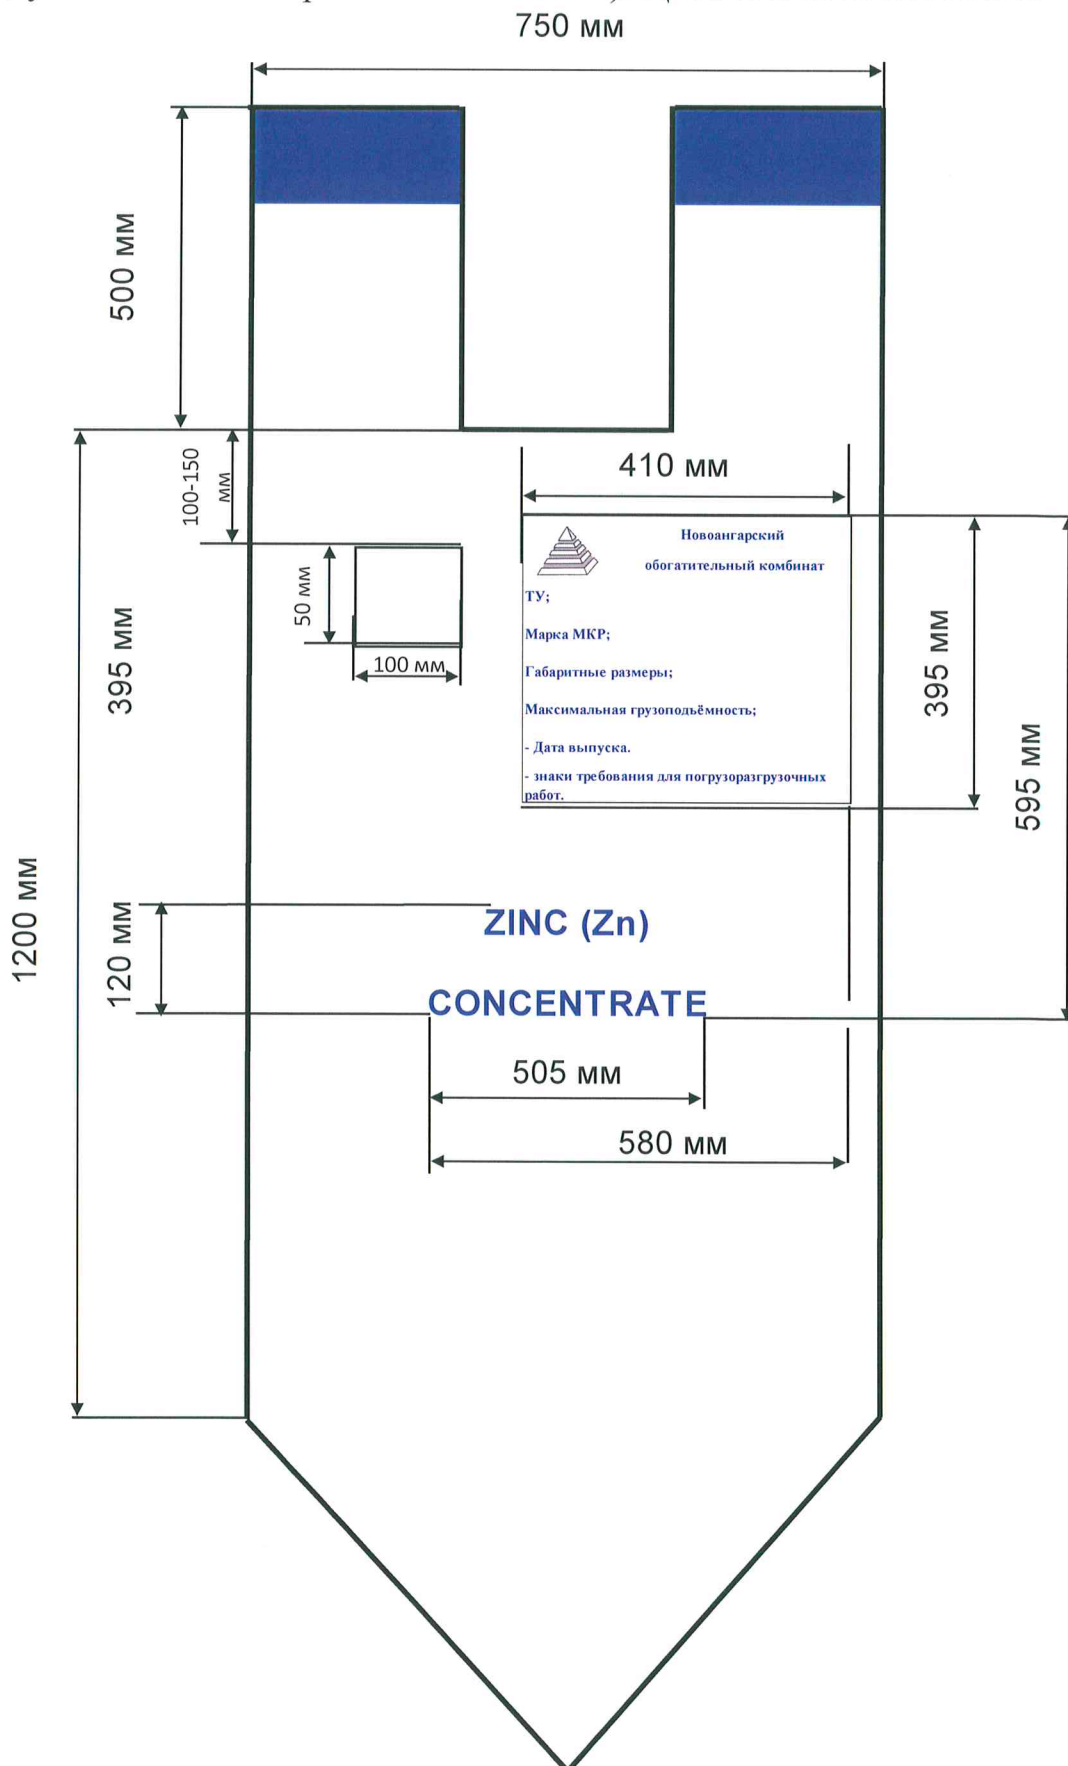 750 мм
500 мм
100-150
мм
410 мм
Новоангарский
обогатительный комбинат
ТУ;
Марка МКР;
Габаритные размеры;
Максимальная грузоподъёмность;
- Дата выпуска.
- знаки требования для погрузоразгрузочных
работ.
50 мм
100 мм
395 мм
395 мм
595 мм
1200 мм
120 мм
ZINC (Zn)
CONCENTRATE
505 мм
580 мм